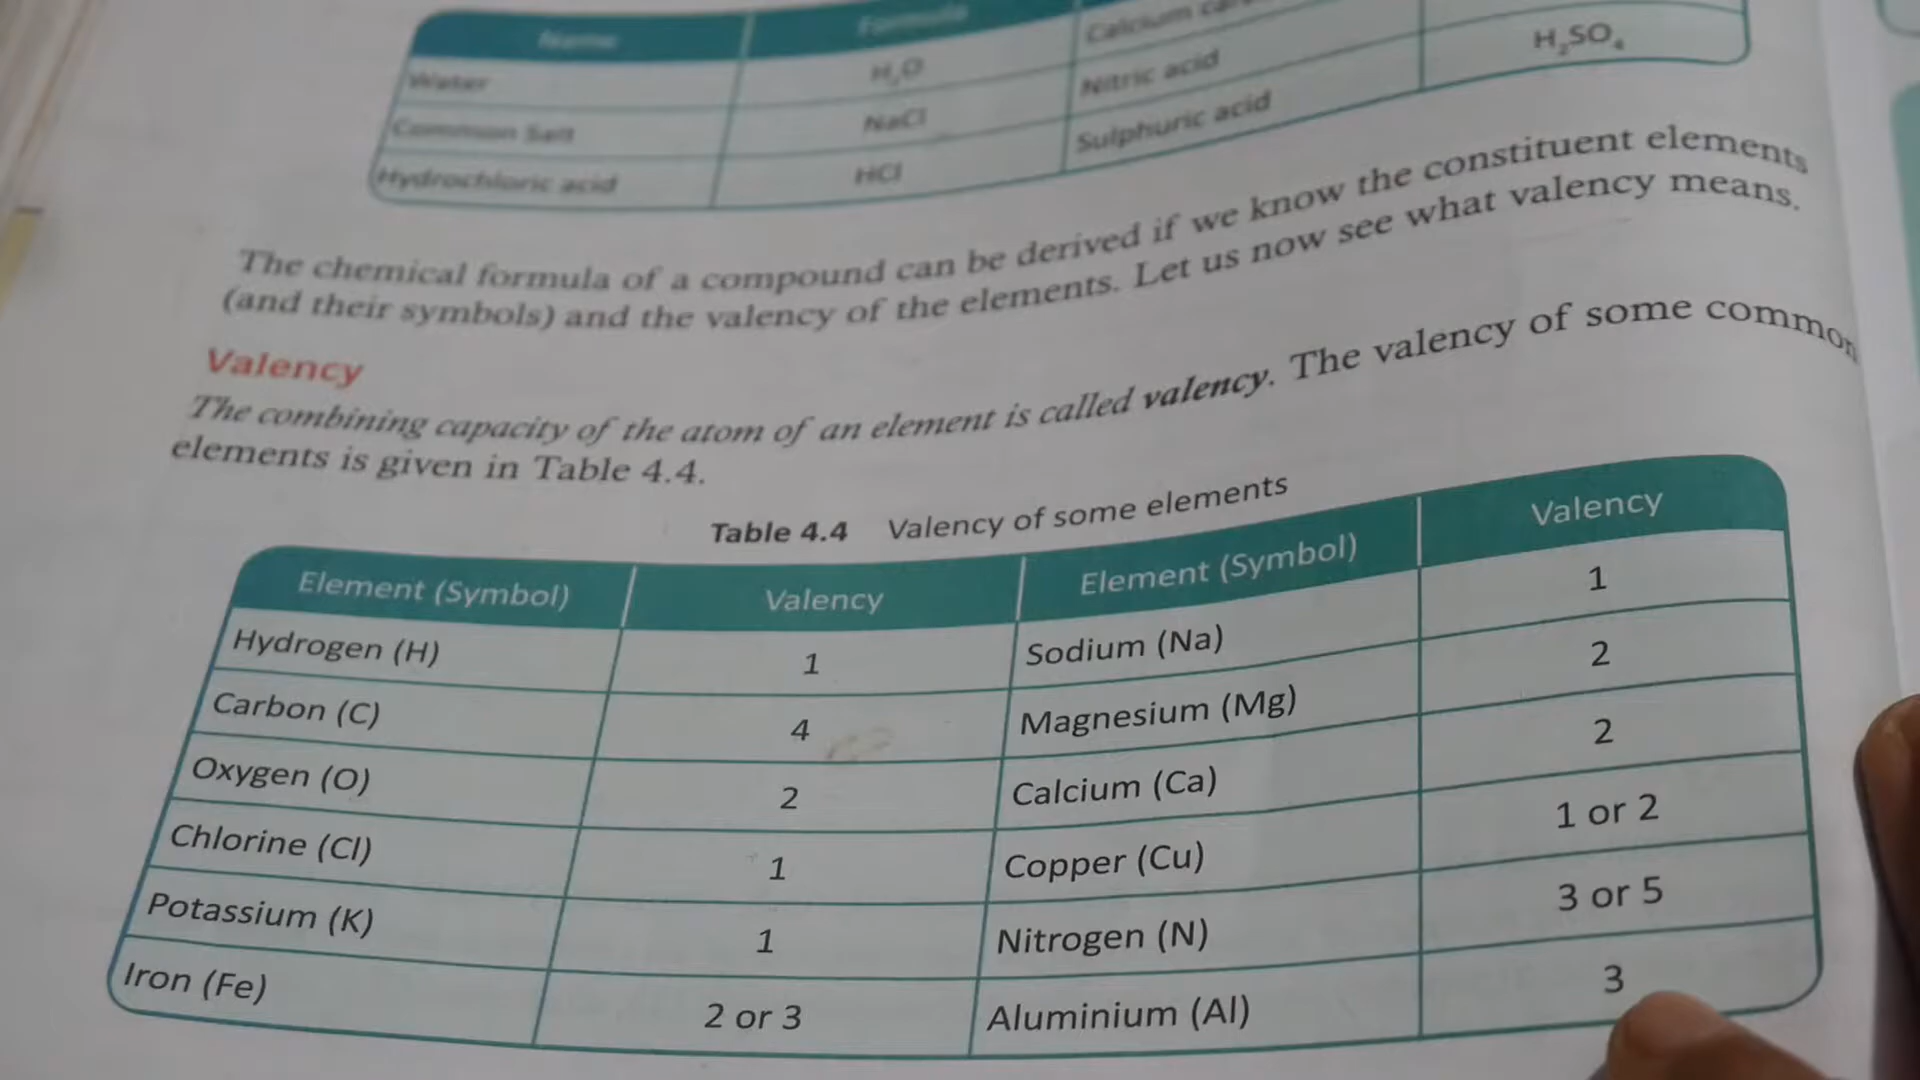 Name Formula
Water H₂O Nitric acid
Common Salt NaCl Sulphuric acid H₂SO₄
Hydrochloric acid HCl
The chemical formula of a compound can be derived if we know the constituent elements
(and their symbols) and the valency of the elements. Let us now see what valency means.
Valency
The combining capacity of the atom of an element is called valency. The valency of some common
elements is given in Table 4.4.
Table 4.4 Valency of some elements
Element (Symbol) Valency Element (Symbol) Valency
Hydrogen (H) 1 Sodium (Na) 1
Carbon (C) 4 Magnesium (Mg) 2
Oxygen (O) 2 Calcium (Ca) 2
Chlorine (Cl) 1 Copper (Cu) 1 or 2
Potassium (K) 1 Nitrogen (N) 3 or 5
Iron (Fe) 2 or 3 Aluminium (Al) 3